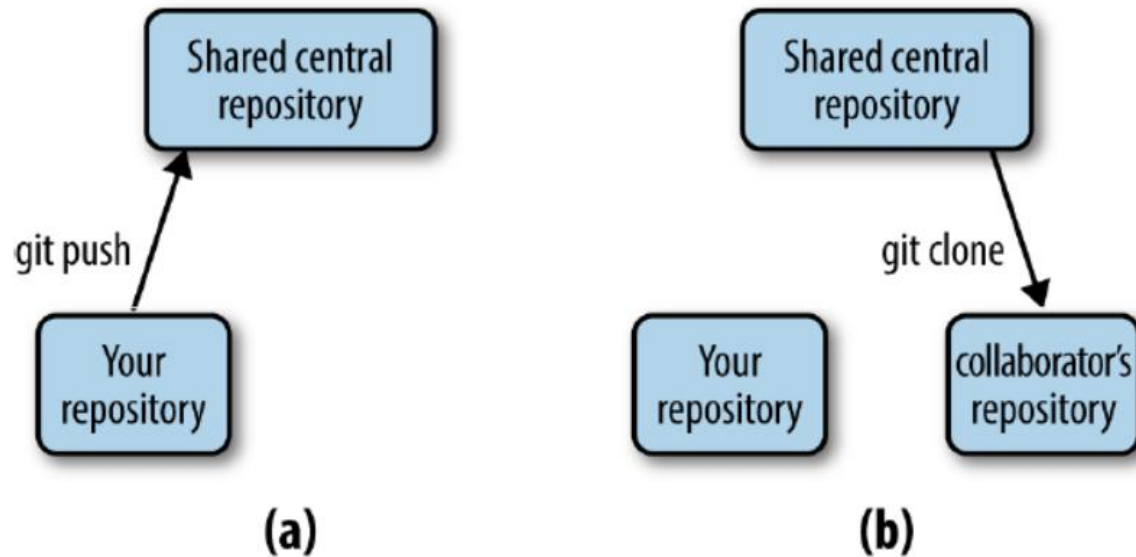 Shared central
repository
git push
Your
repository
(a)
Shared central
repository
git clone
Your
repository
collaborator's
repository
(b)